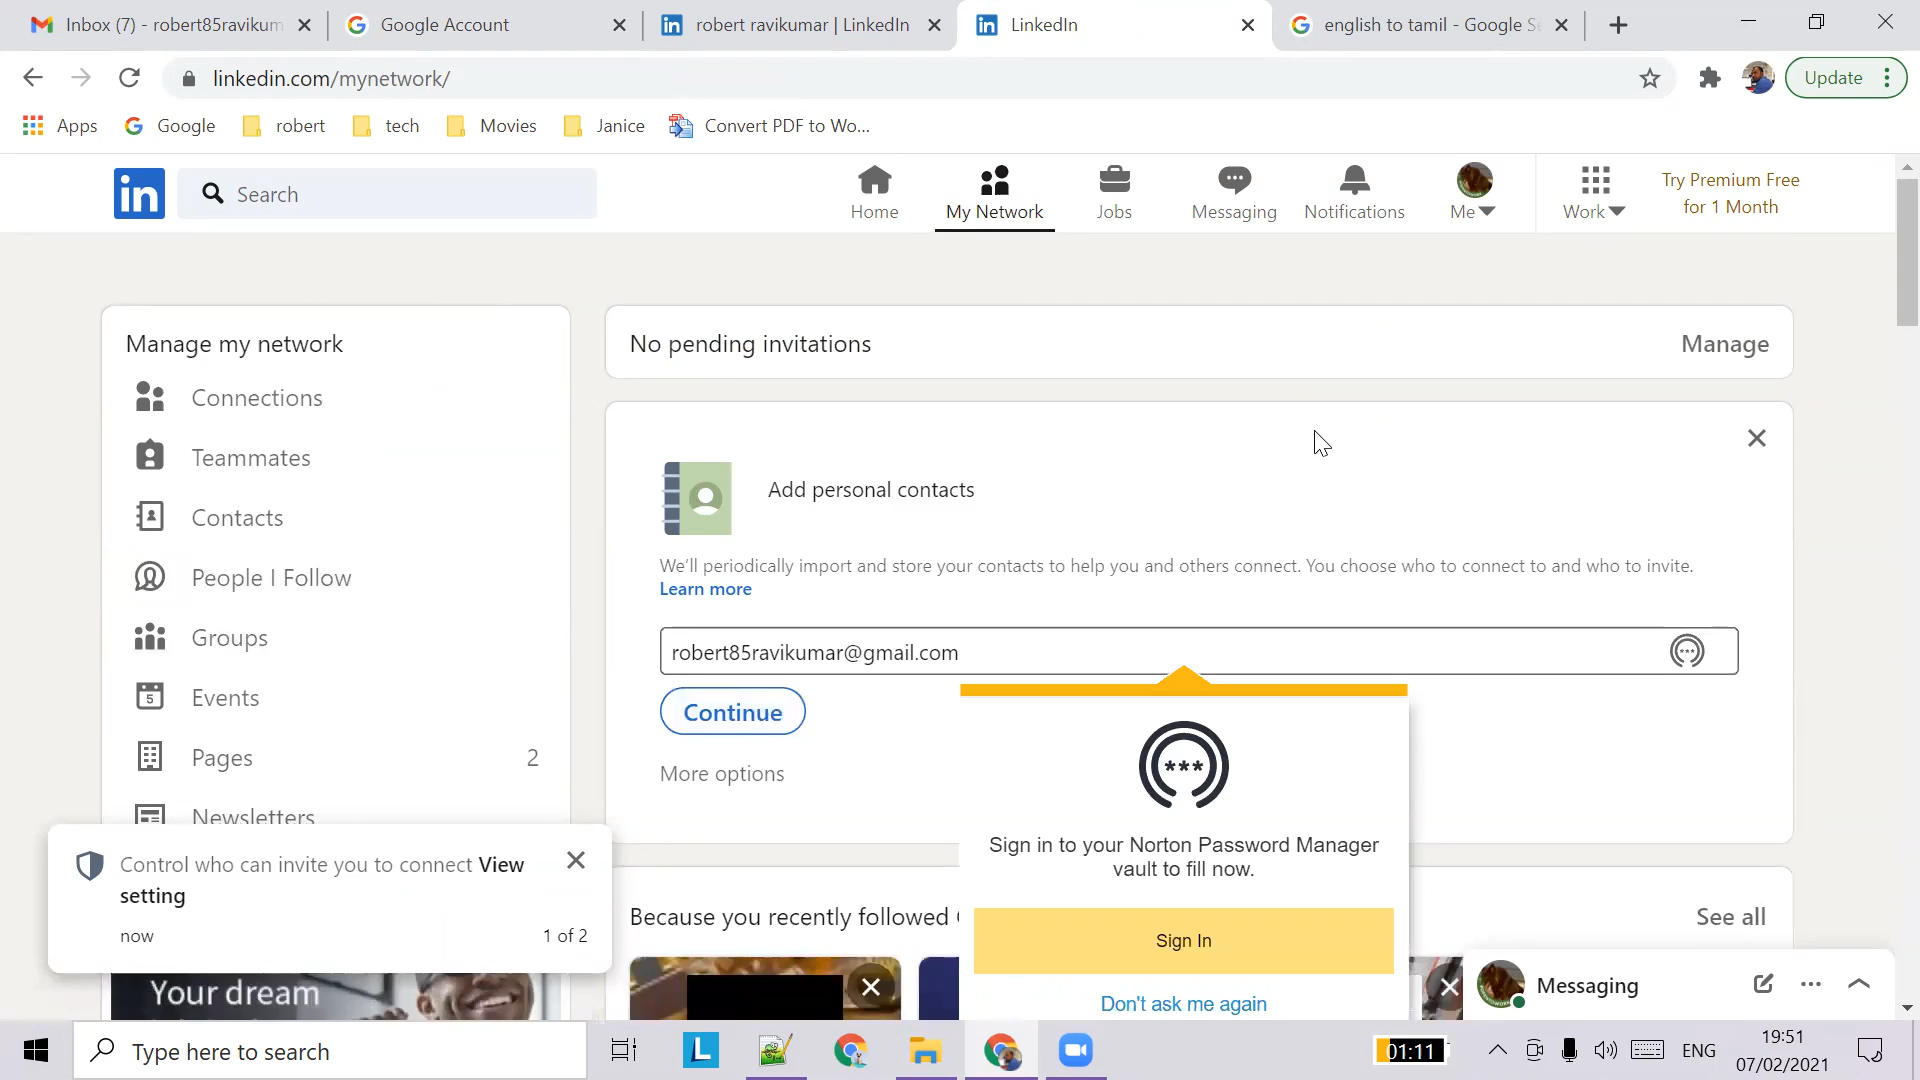 Inbox (7) - robert85ravikum
Google Account
robert ravikumar | LinkedIn
LinkedIn
english to tamil - Google Se
linkedin.com/mynetwork/
Update
Apps
Google
robert
tech
Movies
Janice
Convert PDF to Wo...
in
Search
Home
My Network
Jobs
Messaging
Notifications
Me
Work
Try Premium Free
for 1 Month
Manage my network
Connections
Teammates
Contacts
People I Follow
Groups
Events
Pages 2
Newsletters
No pending invitations
Manage
Add personal contacts
We'll periodically import and store your contacts to help you and others connect. You choose who to connect to and who to invite.
Learn more
robert85ravikumar@gmail.com
Continue
More options
***
Sign in to your Norton Password Manager
vault to fill now.
Sign In
Don't ask me again
Control who can invite you to connect View
setting
now
1 of 2
Your dream
Because you recently followed
See all
Messaging
Type here to search
L
01:11
ENG
19:51
07/02/2021